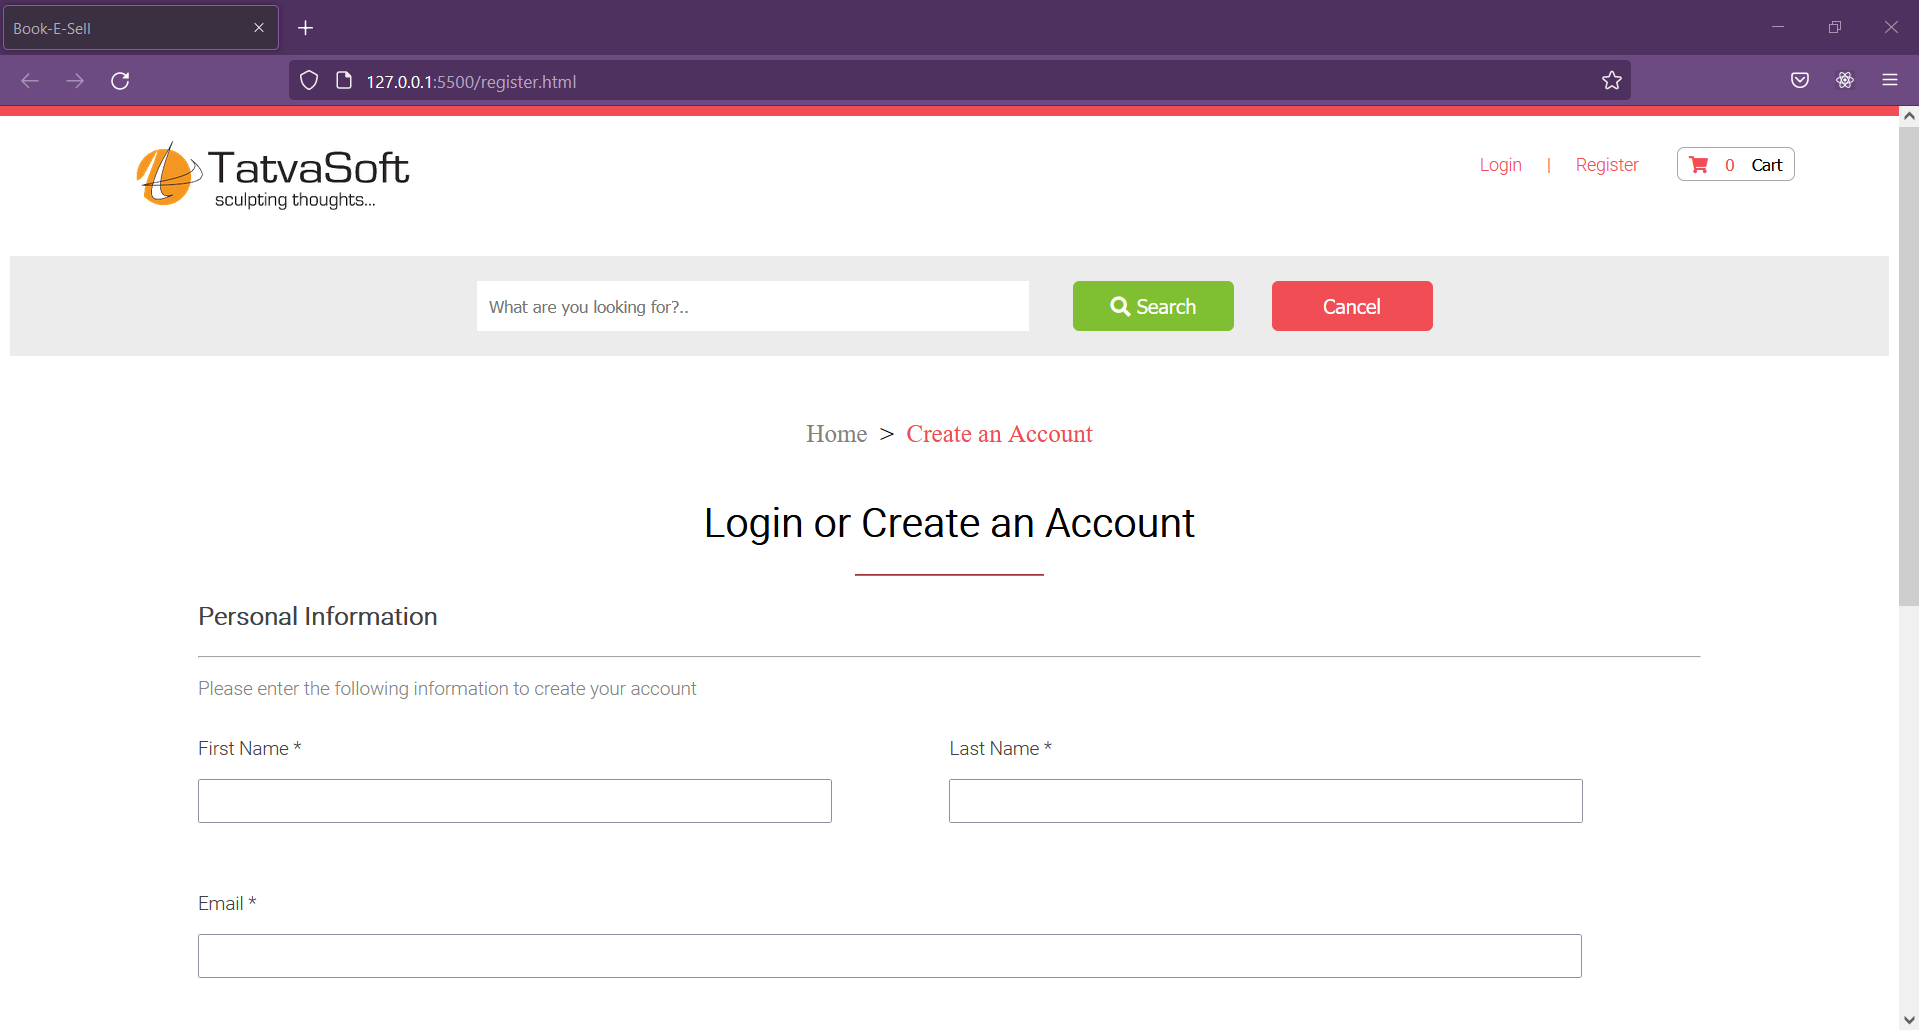 Book-E-Sell
127.0.0.1:5500/register.html
TatvaSoft
sculpting thoughts...
Login | Register 0 Cart
What are you looking for?.. Search Cancel
Home > Create an Account
Login or Create an Account
Personal Information
Please enter the following information to create your account
First Name * Last Name *
Email *